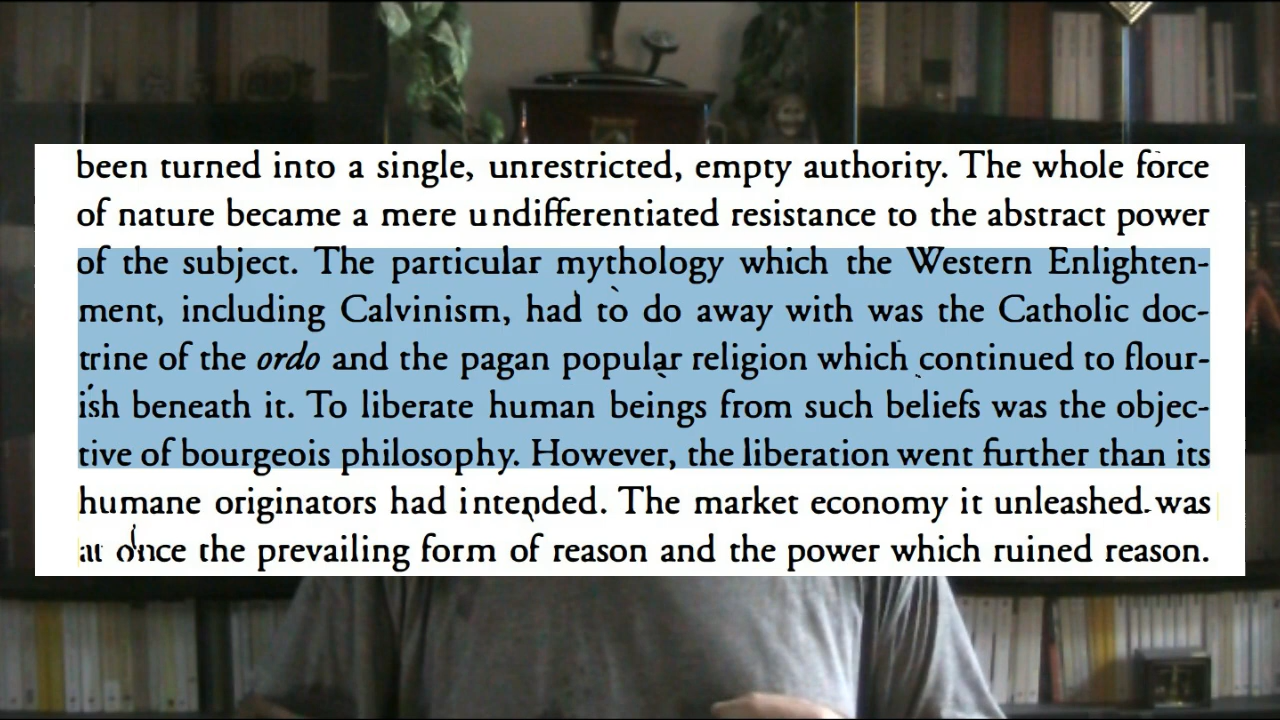 been turned into a single, unrestricted, empty authority. The whole force
of nature became a mere undifferentiated resistance to the abstract power
of the subject. The particular mythology which the Western Enlighten-
ment, including Calvinism, had to do away with was the Catholic doc-
trine of the ordo and the pagan popular religion which continued to flour-
ish beneath it. To liberate human beings from such beliefs was the objec-
tive of bourgeois philosophy. However, the liberation went further than its
humane originators had intended. The market economy it unleashed was
at once the prevailing form of reason and the power which ruined reason.